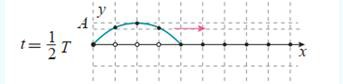 A y
t = 1/2 T
x